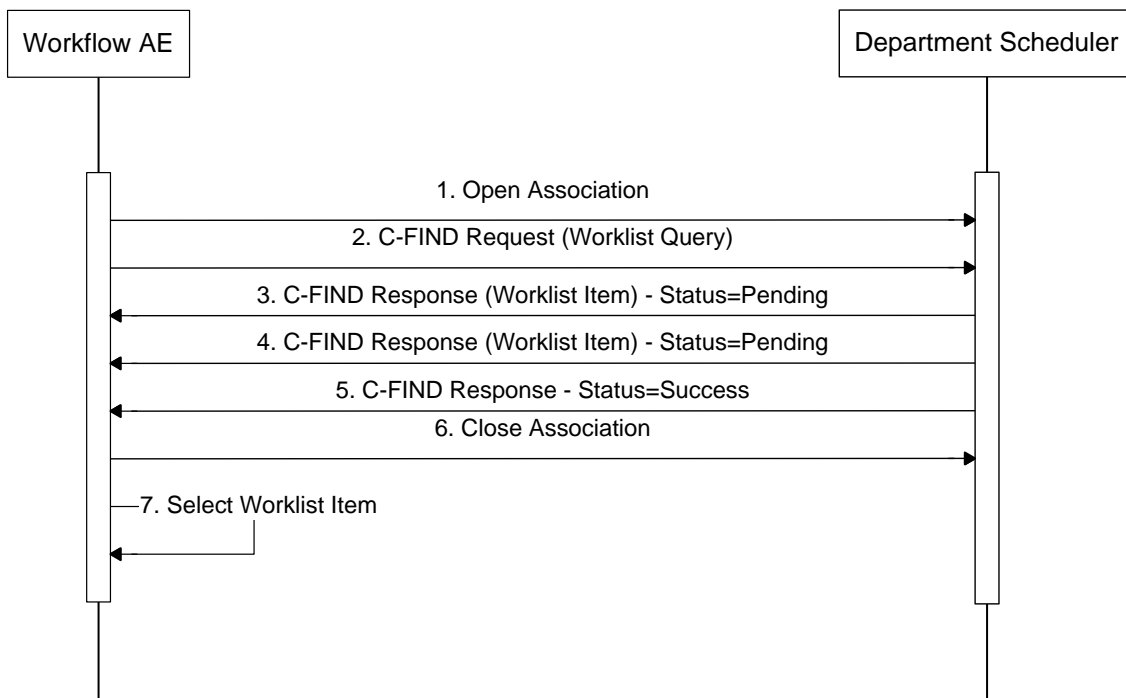 Workflow AE
Department Scheduler
1. Open Association
2. C-FIND Request (Worklist Query)
3. C-FIND Response (Worklist Item) - Status=Pending
4. C-FIND Response (Worklist Item) - Status=Pending
5. C-FIND Response - Status=Success
6. Close Association
7. Select Worklist Item